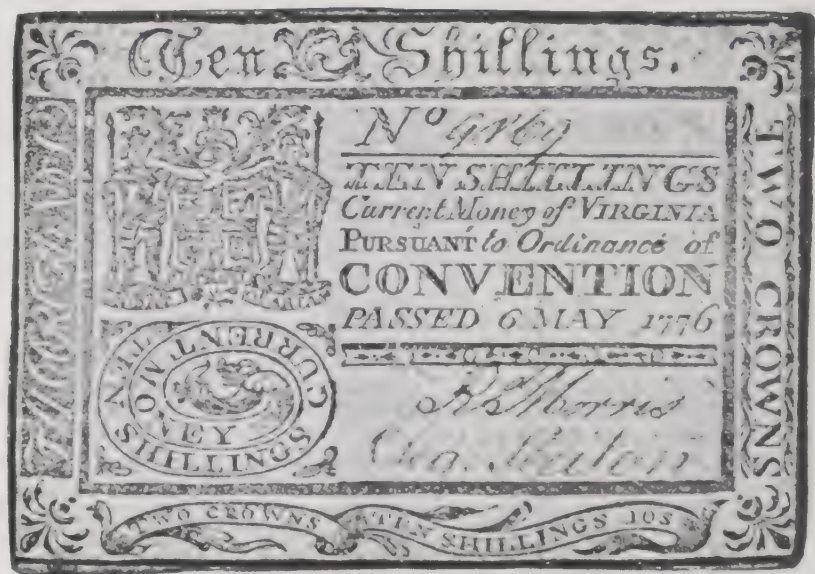 Ten Shillings.
No
TEN SHILLINGS
Current Money of VIRGINIA
PURSUANT to Ordinance of
CONVENTION
PASSED 6 MAY 1776
TWO CROWNS
CURRENT MONEY
TEN SHILLINGS
TWO CROWNS TEN SHILLINGS 10S